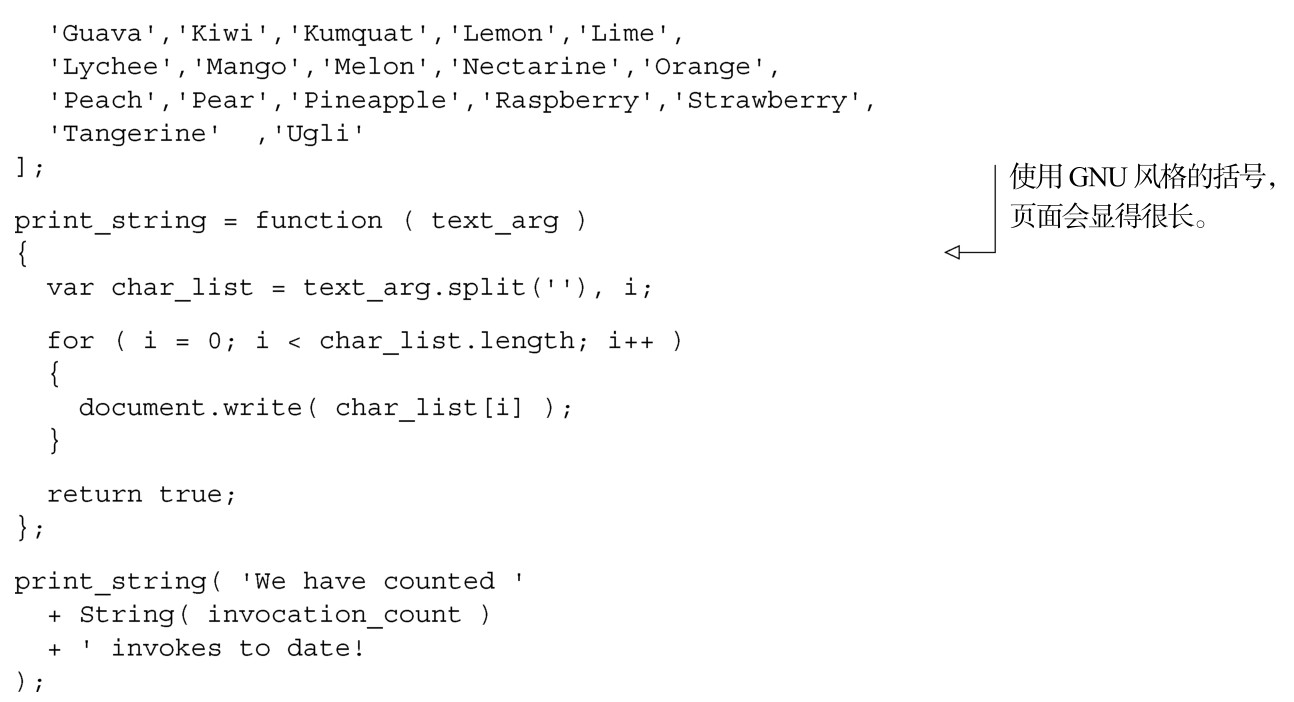 'Guava','Kiwi','Kumquat','Lemon','Lime',
'Lychee','Mango','Melon','Nectarine','Orange',
'Peach','Pear','Pineapple','Raspberry','Strawberry',
'Tangerine'  ,'Ugli'
];
使用 GNU 风格的括号，
页面会显得很长。
print_string = function ( text_arg )
{
  var char_list = text_arg.split(''), i;
  for ( i = 0; i < char_list.length; i++ )
  {
    document.write( char_list[i] );
  }
  return true;
};
print_string( 'We have counted '
  + String( invocation_count )
  + ' invokes to date!
);